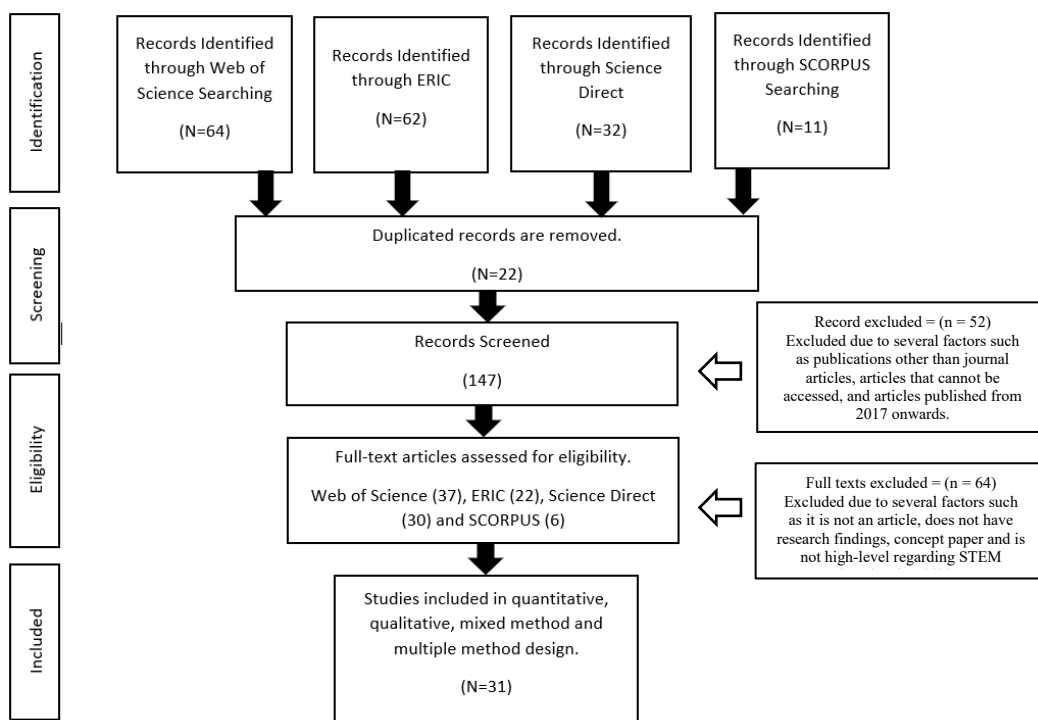 Identification
Records Identified
through Web of
Science Searching
(N=64)
Records Identified
through ERIC
(N=62)
Records Identified
through Science
Direct
(N=32)
Records Identified
through SCORPUS
Searching
(N=11)
Screening
Duplicated records are removed.
(N=22)
Records Screened
(147)
Record excluded = (n = 52)
Excluded due to several factors such
as publications other than journal
articles, articles that cannot be
accessed, and articles published from
2017 onwards.
Eligibility
Full-text articles assessed for eligibility.
Web of Science (37), ERIC (22), Science Direct
(30) and SCORPUS (6)
Full texts excluded = (n = 64)
Excluded due to several factors such
as it is not an article, does not have
research findings, concept paper and is
not high-level regarding STEM
Included
Studies included in quantitative,
qualitative, mixed method and
multiple method design.
(N=31)